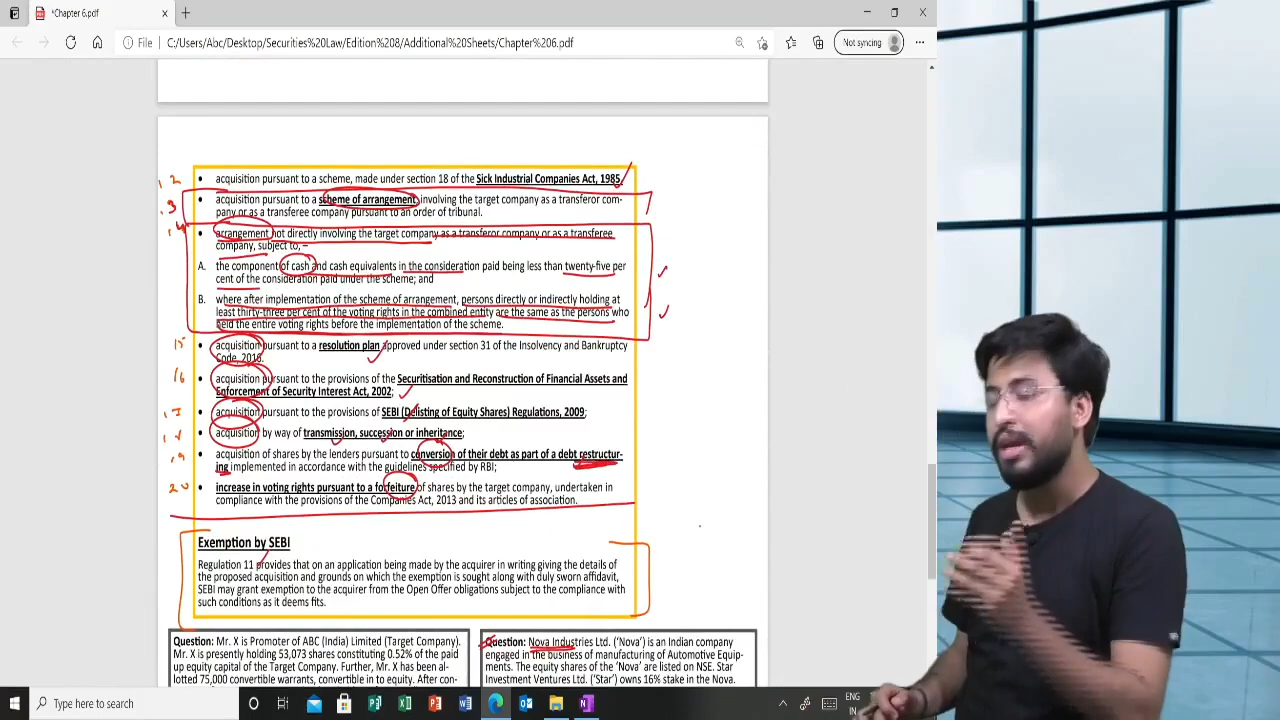 *Chapter 6.pdf
File
C:/Users/Abc/Desktop/Securities%20Law/Edition%208/Additional%20Sheets/Chapter%206.pdf
Not syncing
12 • acquisition pursuant to a scheme, made under section 18 of the Sick Industrial Companies Act, 1985.
13 • acquisition pursuant to a scheme of arrangement involving the target company as a transferor com-
pany or as a transferee company pursuant to an order of tribunal.
14 • arrangement not directly involving the target company as a transferor company or as a transferee
company, subject to, –
A. the component of cash and cash equivalents in the consideration paid being less than twenty-five per
cent of the consideration paid under the scheme; and
B. where after implementation of the scheme of arrangement, persons directly or indirectly holding at
least thirty-three per cent of the voting rights in the combined entity are the same as the persons who
held the entire voting rights before the implementation of the scheme.
15 • acquisition pursuant to a resolution plan approved under section 31 of the Insolvency and Bankruptcy
Code, 2016.
16 • acquisition pursuant to the provisions of the Securitisation and Reconstruction of Financial Assets and
Enforcement of Security Interest Act, 2002;
17 • acquisition pursuant to the provisions of SEBI (Delisting of Equity Shares) Regulations, 2009;
18 • acquisition by way of transmission, succession or inheritance;
19 • acquisition of shares by the lenders pursuant to conversion of their debt as part of a debt restructur-
ing implemented in accordance with the guidelines specified by RBI;
20 • increase in voting rights pursuant to a forfeiture of shares by the target company, undertaken in
compliance with the provisions of the Companies Act, 2013 and its articles of association.
Exemption by SEBI
Regulation 11 provides that on an application being made by the acquirer in writing giving the details of
the proposed acquisition and grounds on which the exemption is sought along with duly sworn affidavit,
SEBI may grant exemption to the acquirer from the Open Offer obligations subject to the compliance with
such conditions as it deems fits.
Question: Mr. X is Promoter of ABC (India) Limited (Target Company).
Mr. X is presently holding 53,073 shares constituting 0.52% of the paid
up equity capital of the Target Company. Further, Mr. X has been al-
lotted 75,000 convertible warrants, convertible in to equity. After con-
Question: Nova Industries Ltd. ('Nova') is an Indian company
engaged in the business of manufacturing of Automotive Equip-
ments. The equity shares of the 'Nova' are listed on NSE. Star
Investment Ventures Ltd. ('Star') owns 16% stake in the Nova.
Type here to search
ENG
IN